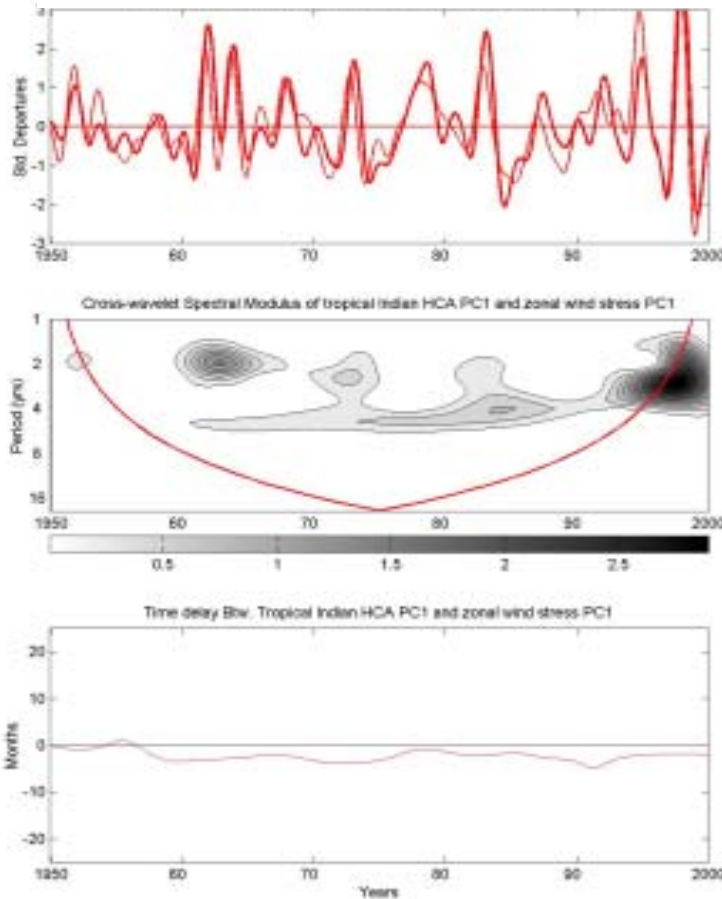 3
2
1
0
-1
-2
-3
Std. Departures
1950 60 70 80 90 2000
Cross-wavelet Spectral Modulus of tropical Indian HCA PC1 and zonal wind stress PC1
1
2
4
16
Period (yrs)
1950 60 70 80 90 2000
0.5 1 1.5 2 2.5
Time delay Btw. Tropical Indian HCA PC1 and zonal wind stress PC1
20
10
0
-10
-20
Months
1950 60 70 80 90 2000
Years